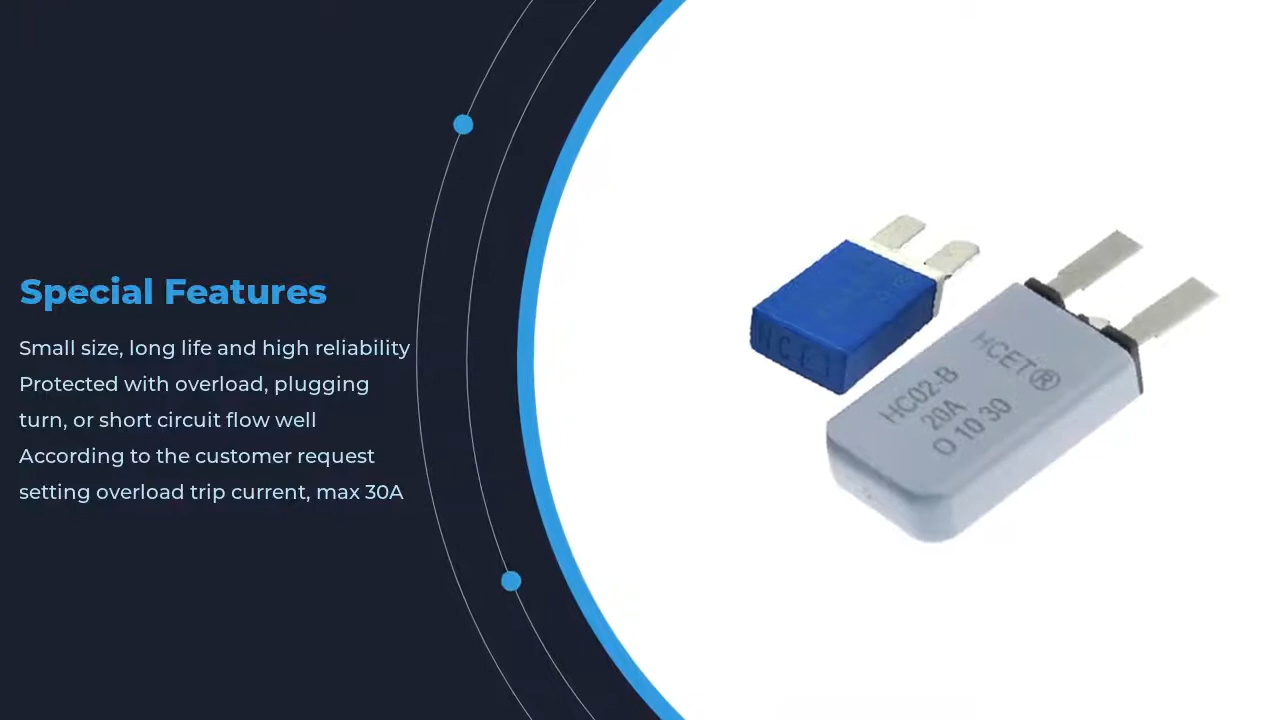 Special Features
Small size, long life and high reliability
Protected with overload, plugging
turn, or short circuit flow well
According to the customer request
setting overload trip current, max 30A
HCET
HCET®
HC02-B
20A
O 10 30